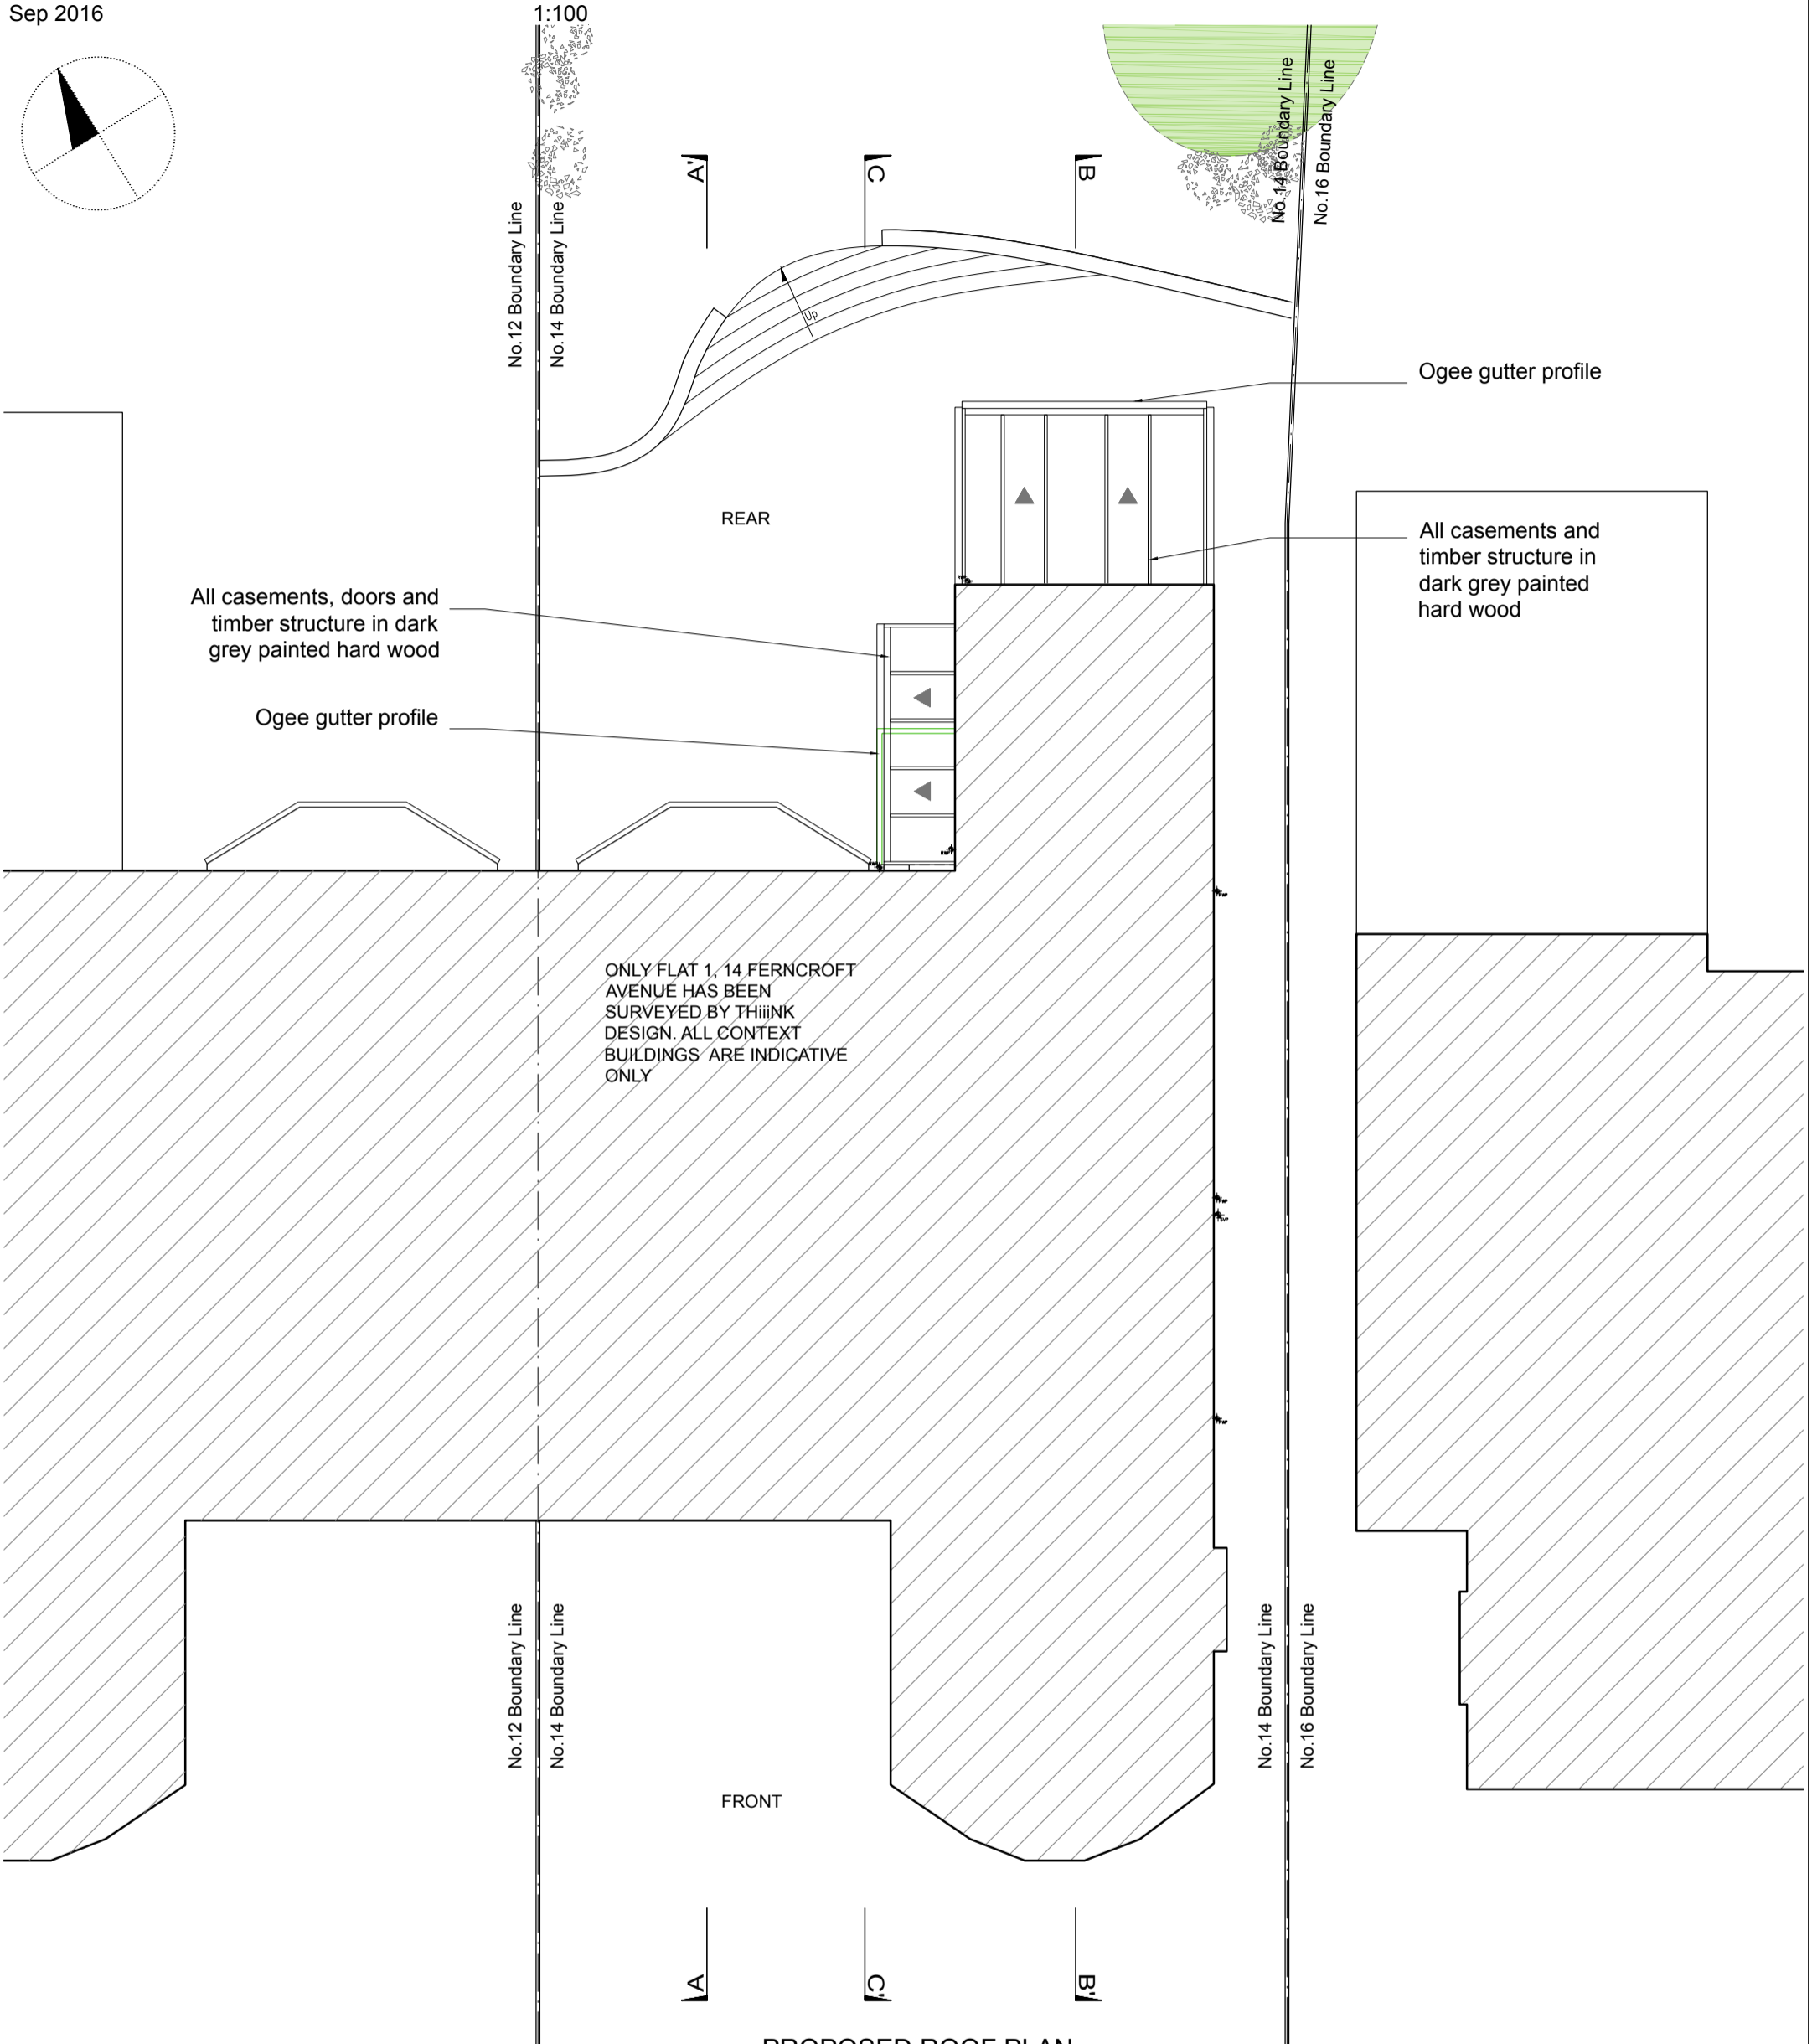 Sep 2016
1:100
No.12 Boundary Line
No.14 Boundary Line
No.14 Boundary Line
No.16 Boundary Line
A'
C
B
Up
Ogee gutter profile
REAR
All casements and
timber structure in
dark grey painted
hard wood
All casements, doors and
timber structure in dark
grey painted hard wood
Ogee gutter profile
ONLY FLAT 1, 14 FERNCROFT
AVENUE HAS BEEN
SURVEYED BY THiiiNK
DESIGN. ALL CONTEXT
BUILDINGS ARE INDICATIVE
ONLY
No.12 Boundary Line
No.14 Boundary Line
No.14 Boundary Line
No.16 Boundary Line
FRONT
A
C'
B'
PROPOSED ROOF PLAN